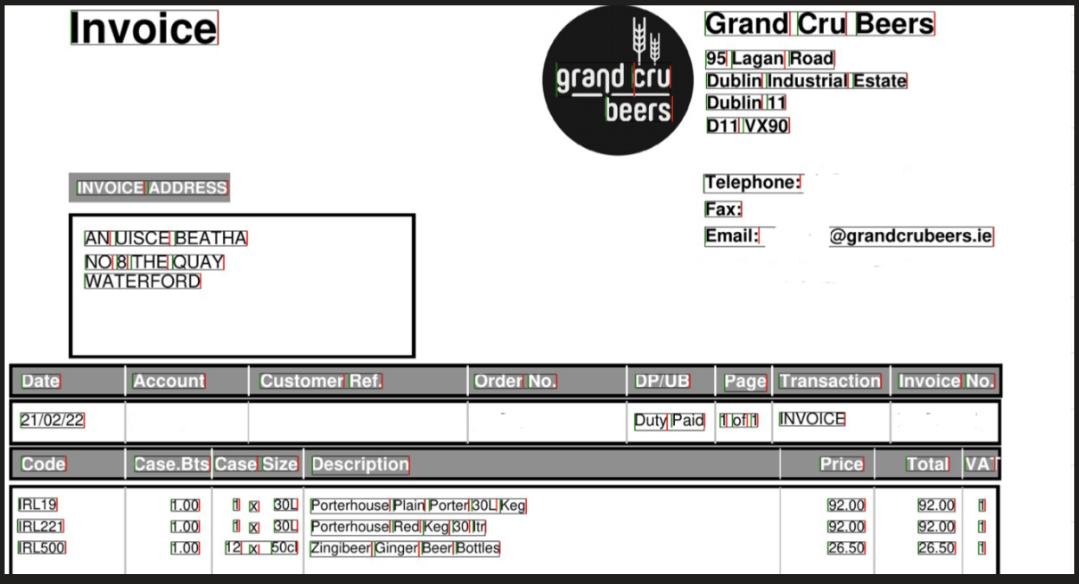 Invoice
grand cru
beers
Grand Cru Beers
95 Lagan Road
Dublin Industrial Estate
Dublin 11
D11 VX90
INVOICE ADDRESS
Telephone:
Fax:
Email: @grandcrubeers.ie
AN UISCE BEATHA
NO 8 THE QUAY
WATERFORD
Date Account Customer Ref. Order No. DP/UB Page Transaction Invoice No.
21/02/22 Duty Paid 1 of 1 INVOICE
Code Case.Bts Case Size Description Price Total VAT
IRL19 1.00 1 x 30L Porterhouse Plain Porter 30L Keg 92.00 92.00 1
IRL221 1.00 1 x 30L Porterhouse Red Keg 30 ltr 92.00 92.00 1
IRL500 1.00 12 x 50cl Zingibeer Ginger Beer Bottles 26.50 26.50 1